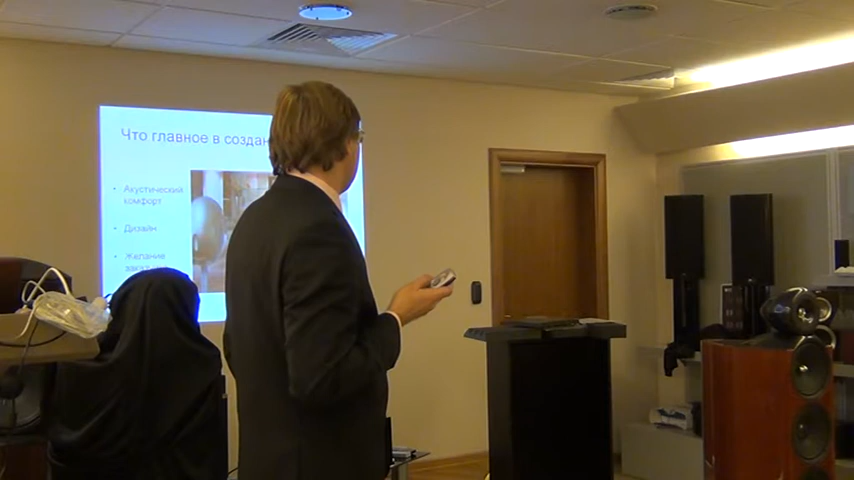 Что главное в создан
• Акустический
комфорт
• Дизайн
• Желание